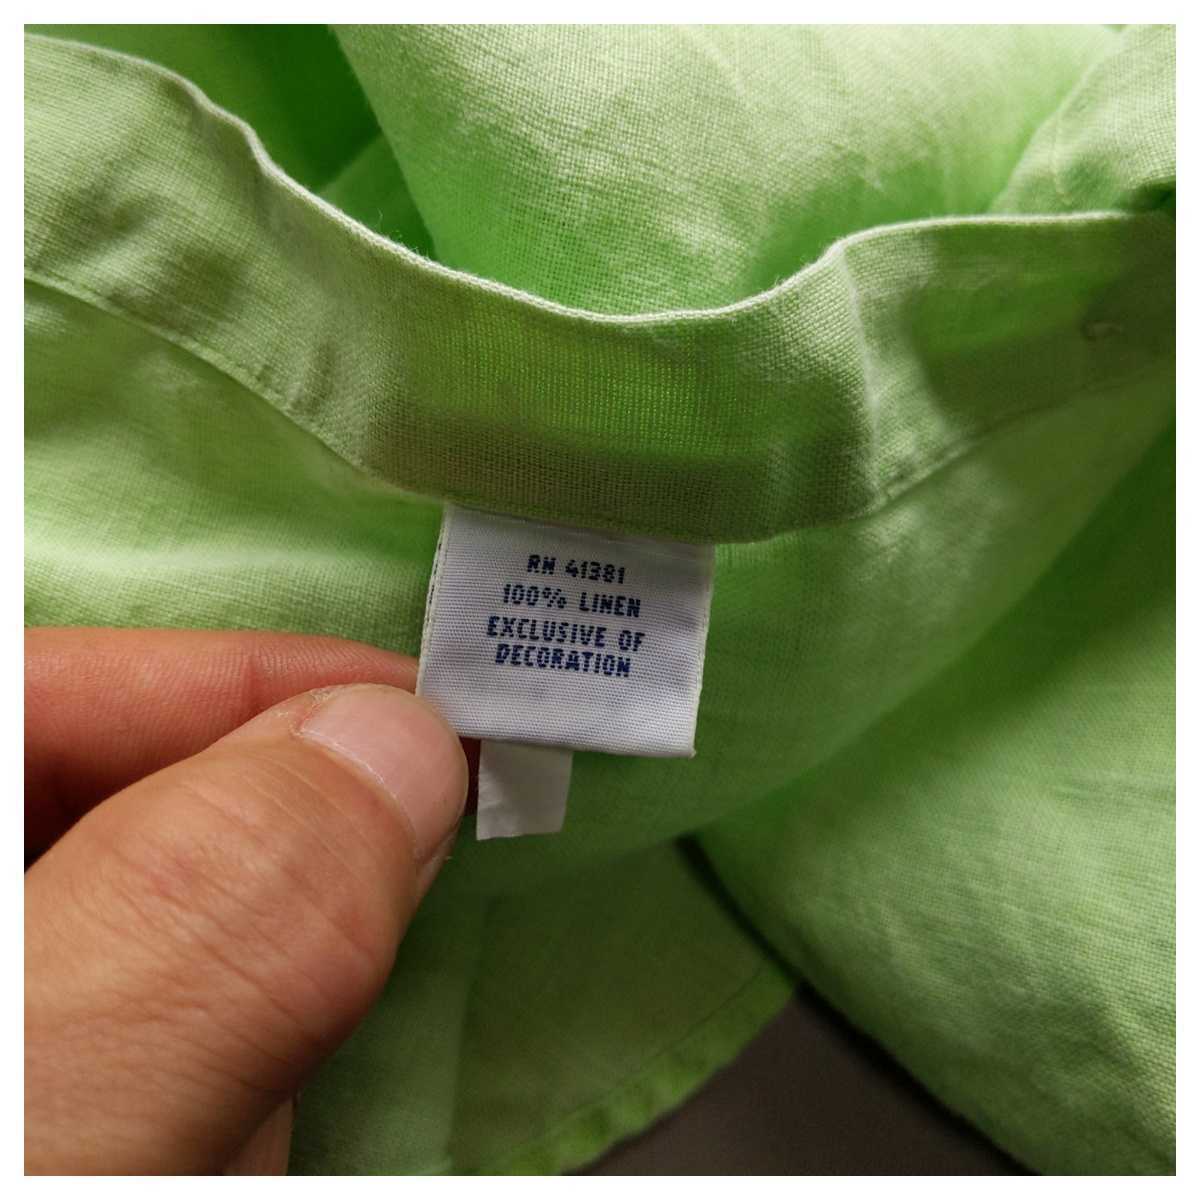 RN 41381
100% LINEN
EXCLUSIVE OF
DECORATION